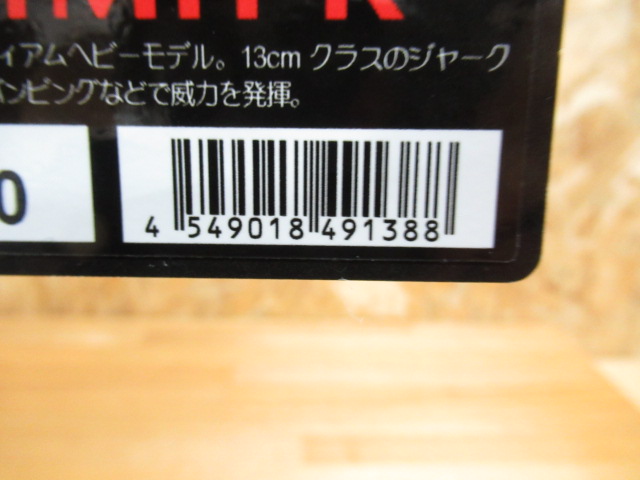 ィアムヘビーモデル。13cm クラスのジャーク
ンピングなどで威力を発揮。
0
4 549018 491388